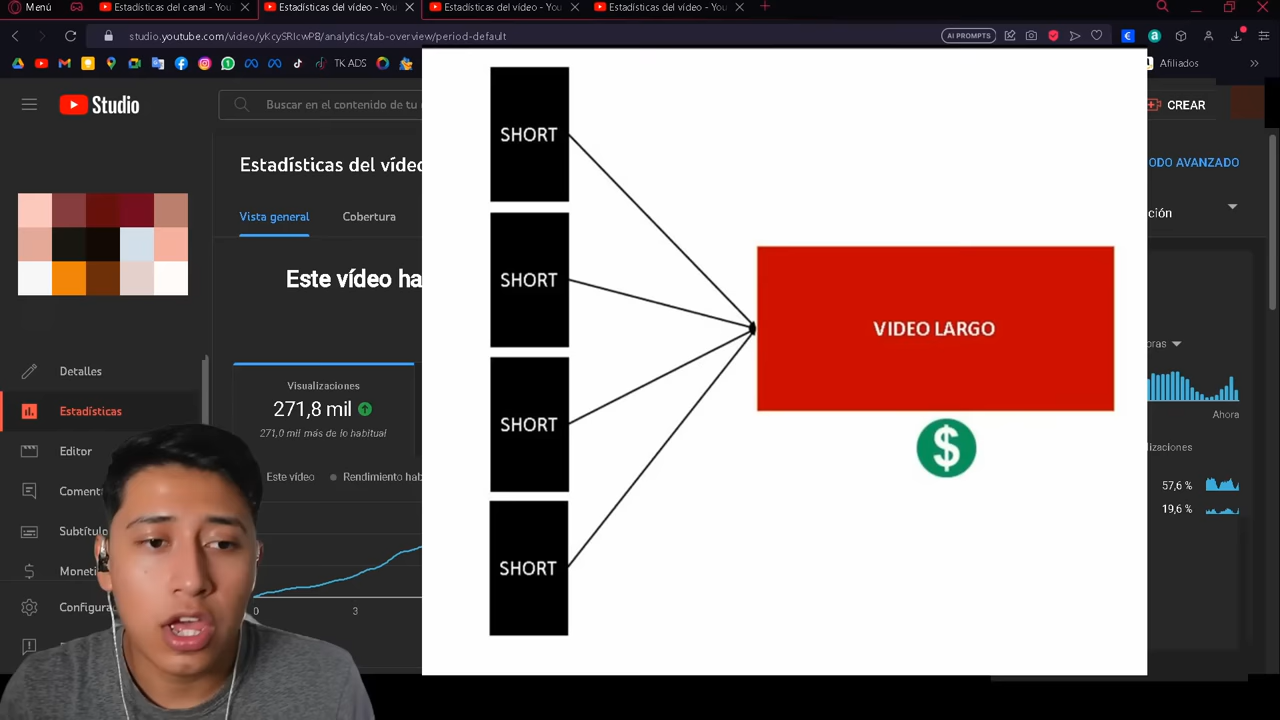 Menú
Estadísticas del canal - You
Estadísticas del vídeo - You
Estadísticas del vídeo - You
Estadísticas del vídeo - You
studio.youtube.com/video/yKcySRIcwP8/analytics/tab-overview/period-default
AI PROMPTS
TK ADS
Afiliados
Studio
Buscar en el contenido de tu
CREAR
Estadísticas del vídeo
ODO AVANZADO
Vista general
Cobertura
ción
Este vídeo ha
SHORT
SHORT
SHORT
SHORT
VIDEO LARGO
$
oras
Ahora
Detalles
Estadísticas
Editor
Coment
Subtítulo
Moneti
Configura
Visualizaciones
271,8 mil
271,0 mil más de lo habitual
Este vídeo
Rendimiento hab
0
3
lizaciones
57,6 %
19,6 %